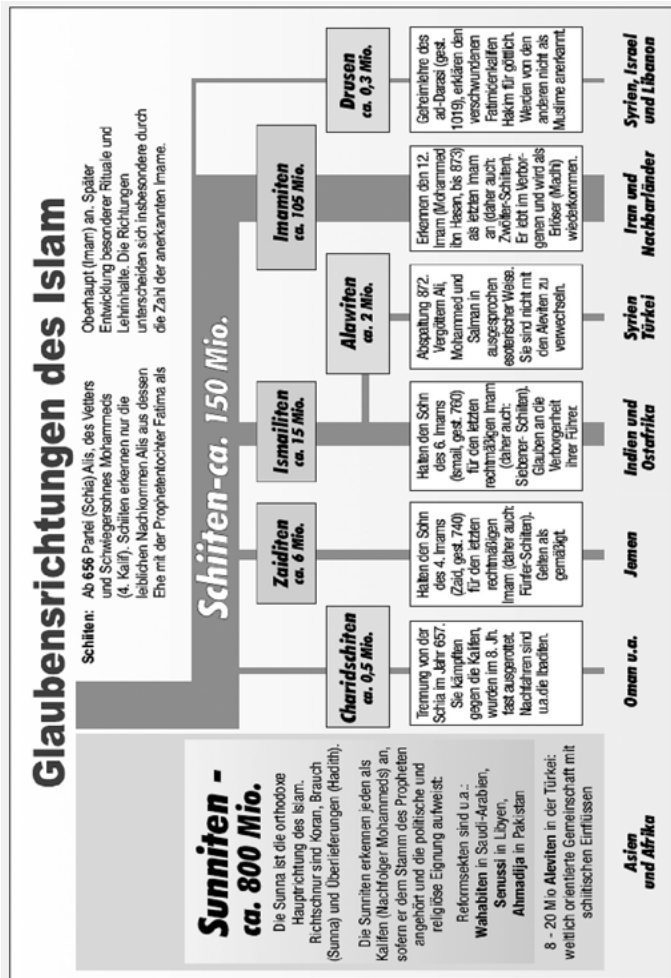 Glaubensrichtungen des Islam
Schiiten: Ab 656 Partei (Schia) Alis, des Vetters
und Schwiegersohnes Mohammeds
(4. Kalif). Schiiten erkennen nur die
leiblichen Nachkommen Alis aus dessen
Ehe mit der Prophetentochter Fatima als
Oberhaupt (Imam) an. Später
Entwicklung besonderer Rituale und
Lehrinhalte. Die Richtungen
unterscheiden sich insbesondere durch
die Zahl der anerkannten Imame.
Schiiten-ca. 150 Mio.
Sunniten -
ca. 800 Mio.
Die Sunna ist die orthodoxe
Hauptrichtung des Islam.
Richtschnur sind Koran, Brauch
(Sunna) und Überlieferungen (Hadith).
Die Sunniten erkennen jeden als
Kalifen (Nachfolger Mohammeds) an,
sofern er dem Stamm des Propheten
angehört und die politische und
religiöse Eignung aufweist:
Reformsekten sind u.a.:
Wahabiten in Saudi-Arabien,
Senussi in Libyen,
Ahmadija in Pakistan
8 - 20 Mio Aleviten in der Türkei:
weltlich orientierte Gemeinschaft mit
schiitischen Einflüssen
Asien
und Afrika
Charidschiten
ca. 0,5 Mio.
Trennung von der
Schia im Jahr 657.
Sie kämpften
gegen die Kalifen,
wurden im 8. Jh.
fast ausgerottet.
Nachfahren sind
u.a.die Ibaditen.
Oman u.a.
Zaiditen
ca. 6 Mio.
Halten den Sohn
des 4. Imams
(Zaid, gest. 740)
für den letzten
rechtmäßigen
Imam (daher auch:
Fünfer-Schiiten).
Gelten als
gemäßigt.
Jemen
Ismailiten
ca. 15 Mio.
Halten den Sohn
des 6. Imams
(Ismail, gest. 760)
für den letzten
rechtmäßigen Imam
(daher auch:
Siebener- Schiiten).
Glauben an die
Verborgenheit
ihrer Führer.
Indien und
Ostafrika
Alawiten
ca. 2 Mio.
Abspaltung 872.
Vergöttern Ali,
Mohammed und
Salman in
ausgesprochen
esoterischer Weise.
Sie sind nicht mit
den Aleviten zu
verwechseln.
Syrien
Türkei
Imamiten
ca. 105 Mio.
Erkennen den 12.
Imam (Mohammed
ibn Hasan, bis 873)
als letzten Imam
an (daher auch:
Zwölfer-Schiiten).
Er lebt im Verbor-
genen und wird als
Erlöser (Madhi)
wiederkommen.
Iran und
Nachbarländer
Drusen
ca. 0,3 Mio.
Geheimlehre des
ad-Darasi (gest.
1019), erklären den
verschwundenen
Fatimidenkalifen
Hakim für göttlich.
Werden von den
anderen nicht als
Muslime anerkannt.
Syrien, Israel
und Libanon